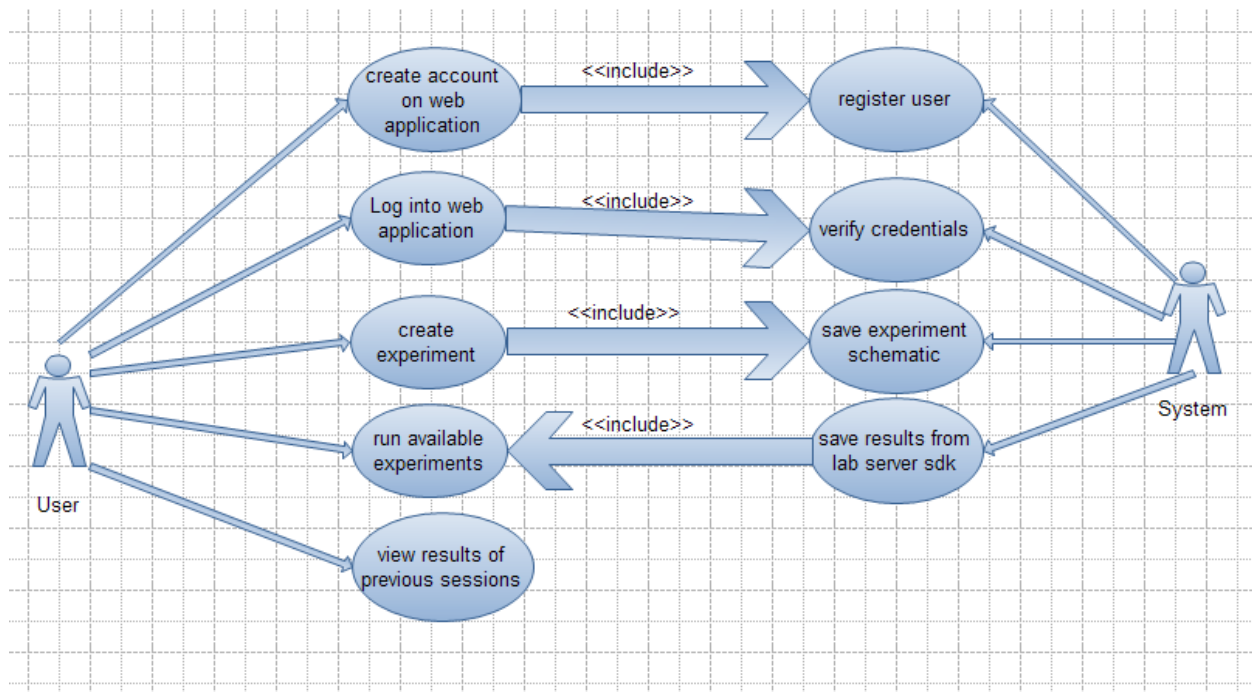 create account
on web
application
<<include>>
register user
Log into web
application
<<include>>
verify credentials
create
experiment
<<include>>
save experiment
schematic
run available
experiments
<<include>>
save results from
lab server sdk
view results of
previous sessions
User
System